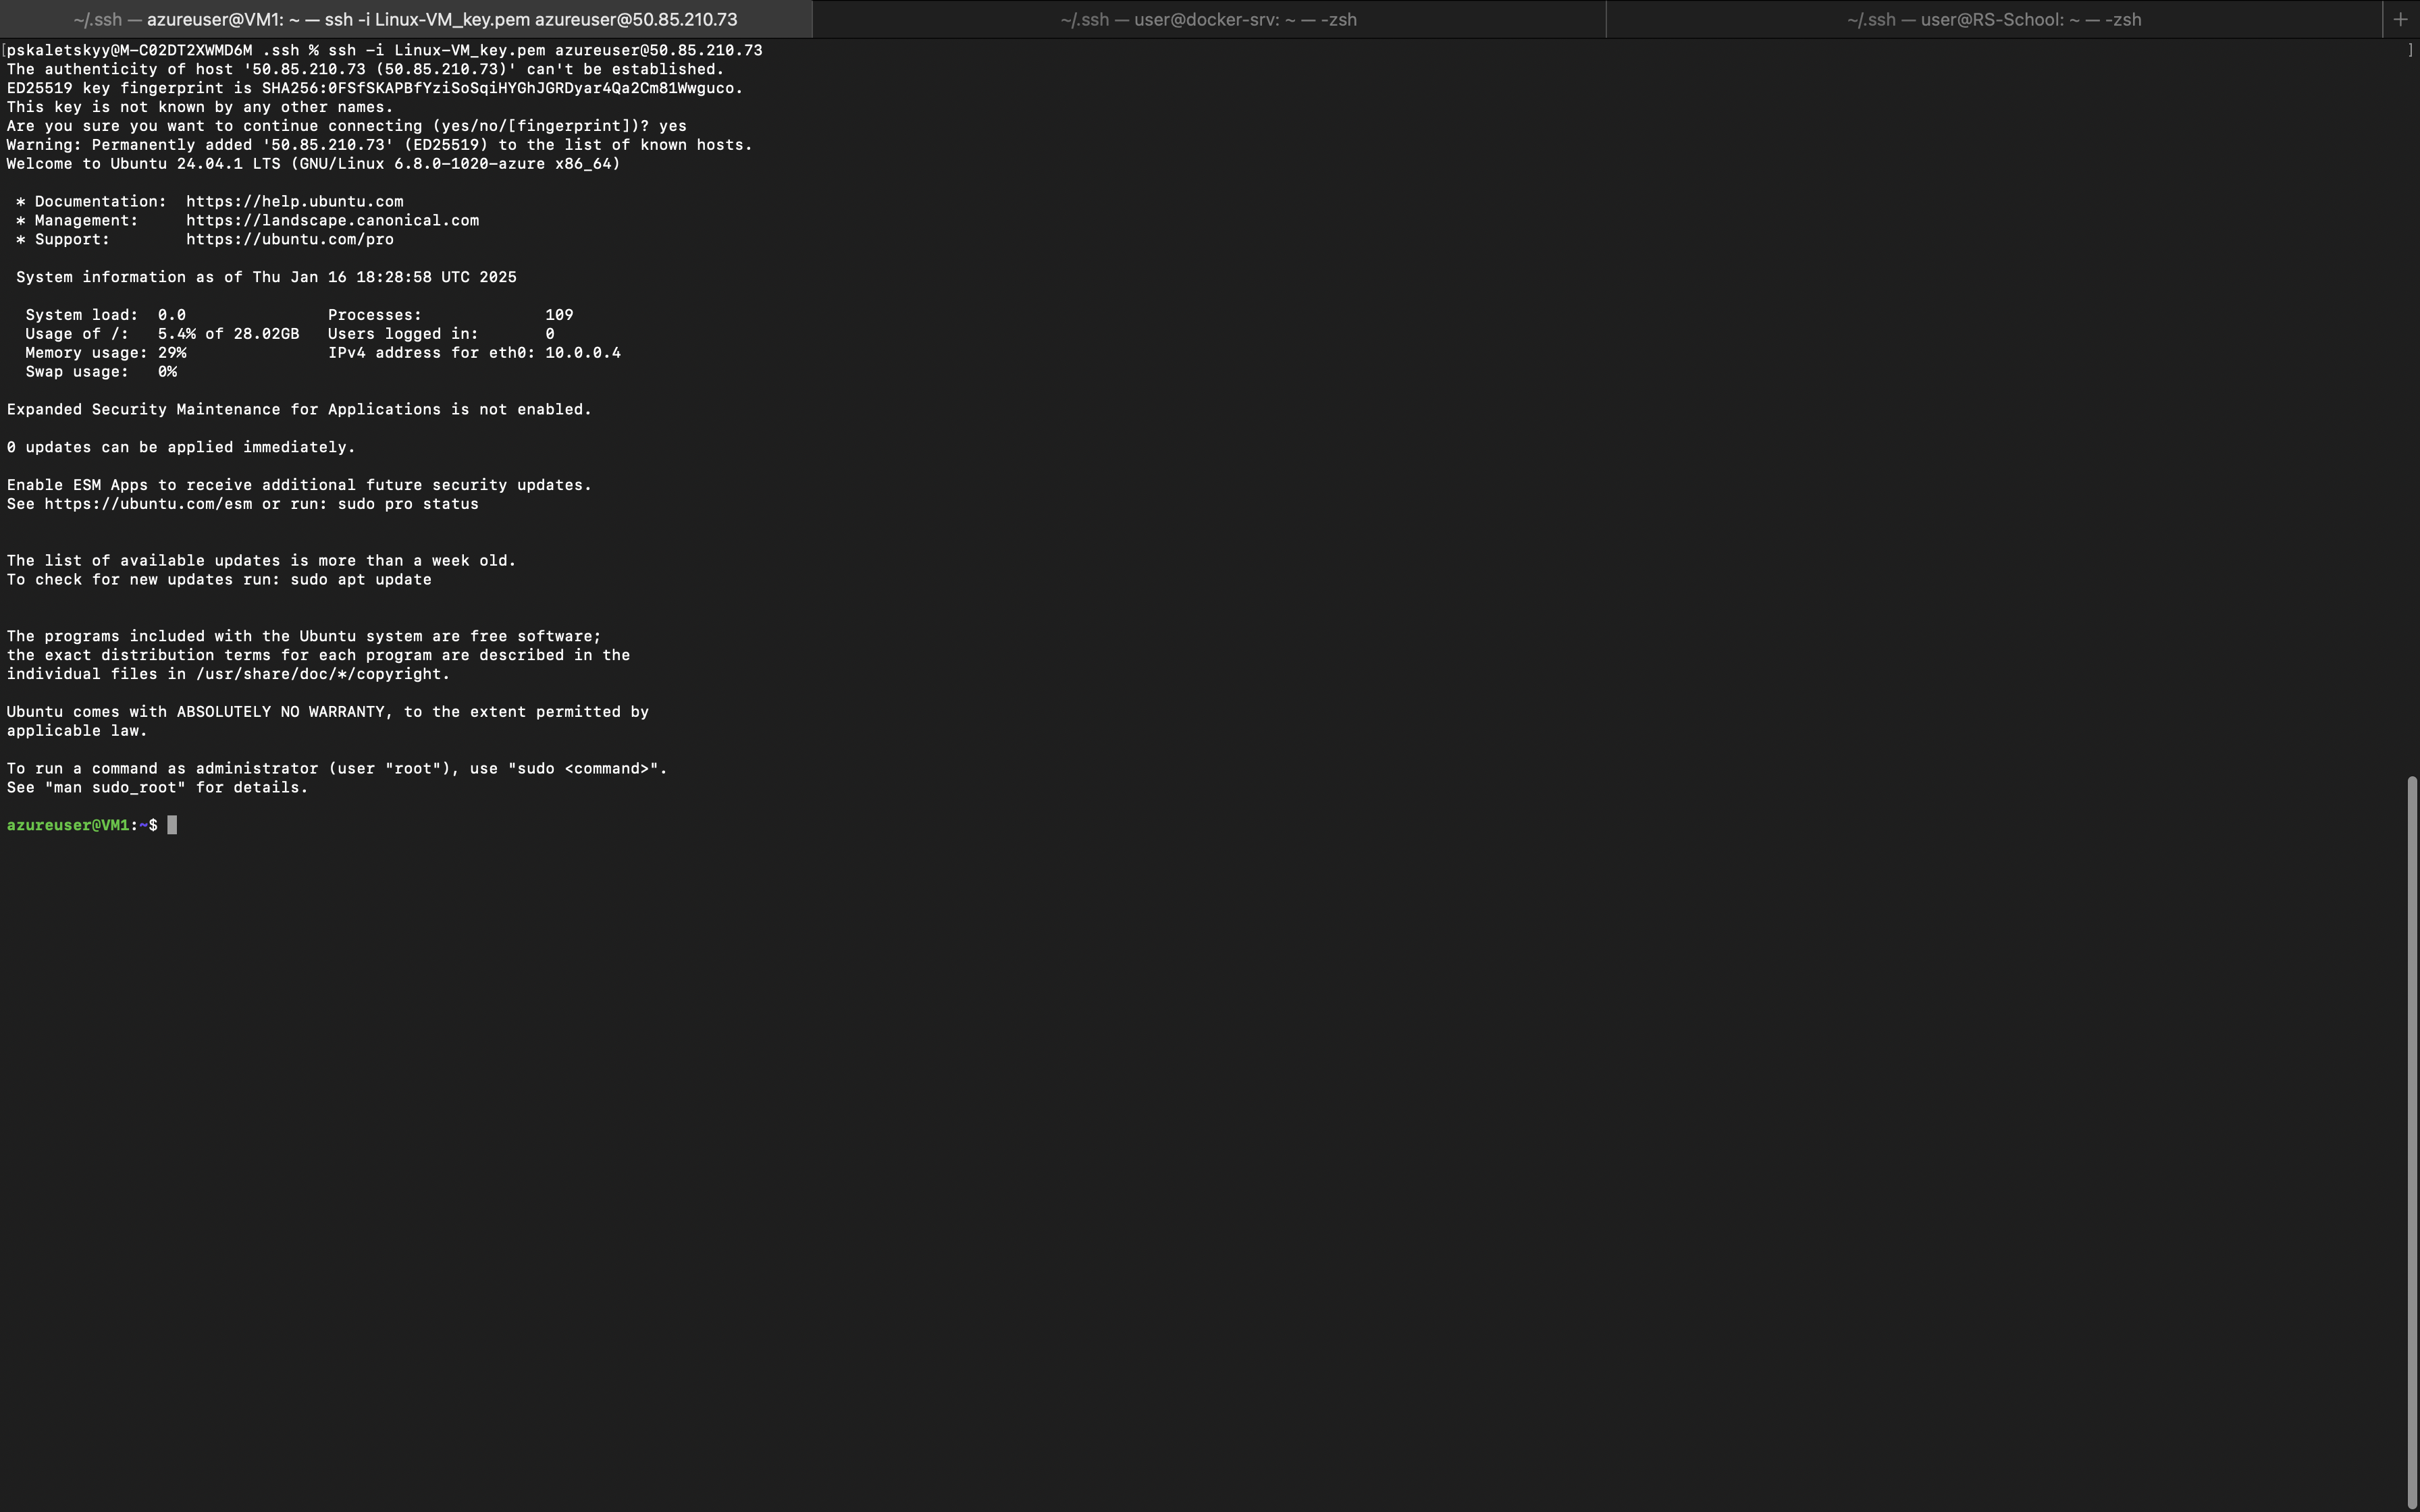 ~/.ssh — azureuser@VM1: ~ — ssh -i Linux-VM_key.pem azureuser@50.85.210.73
~/.ssh — user@docker-srv: ~ — -zsh
~/.ssh — user@RS-School: ~ — -zsh
+
[pskaletskyy@M-C02DT2XWMD6M .ssh % ssh -i Linux-VM_key.pem azureuser@50.85.210.73 ]
The authenticity of host '50.85.210.73 (50.85.210.73)' can't be established.
ED25519 key fingerprint is SHA256:0FSfSKAPBfYziSoSqiHYGhJGRDyar4Qa2Cm81Wwguco.
This key is not known by any other names.
Are you sure you want to continue connecting (yes/no/[fingerprint])? yes
Warning: Permanently added '50.85.210.73' (ED25519) to the list of known hosts.
Welcome to Ubuntu 24.04.1 LTS (GNU/Linux 6.8.0-1020-azure x86_64)
* Documentation:  https://help.ubuntu.com
* Management:     https://landscape.canonical.com
* Support:        https://ubuntu.com/pro
System information as of Thu Jan 16 18:28:58 UTC 2025
System load:  0.0               Processes:             109
Usage of /:   5.4% of 28.02GB   Users logged in:       0
Memory usage: 29%               IPv4 address for eth0: 10.0.0.4
Swap usage:   0%
Expanded Security Maintenance for Applications is not enabled.
0 updates can be applied immediately.
Enable ESM Apps to receive additional future security updates.
See https://ubuntu.com/esm or run: sudo pro status
The list of available updates is more than a week old.
To check for new updates run: sudo apt update
The programs included with the Ubuntu system are free software;
the exact distribution terms for each program are described in the
individual files in /usr/share/doc/*/copyright.
Ubuntu comes with ABSOLUTELY NO WARRANTY, to the extent permitted by
applicable law.
To run a command as administrator (user "root"), use "sudo <command>".
See "man sudo_root" for details.
azureuser@VM1:~$